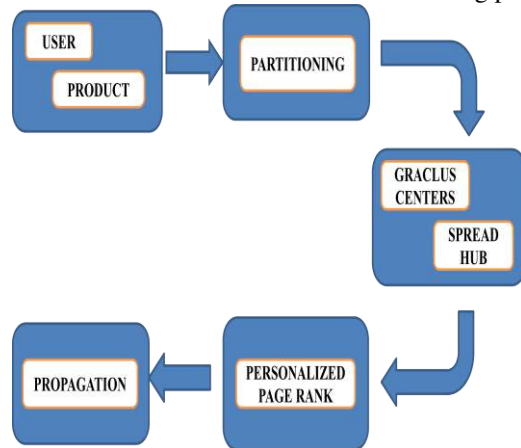 USER
PRODUCT
PARTITIONING
GRACLUS
CENTERS
SPREAD
HUB
PERSONALIZED
PAGE RANK
PROPAGATION